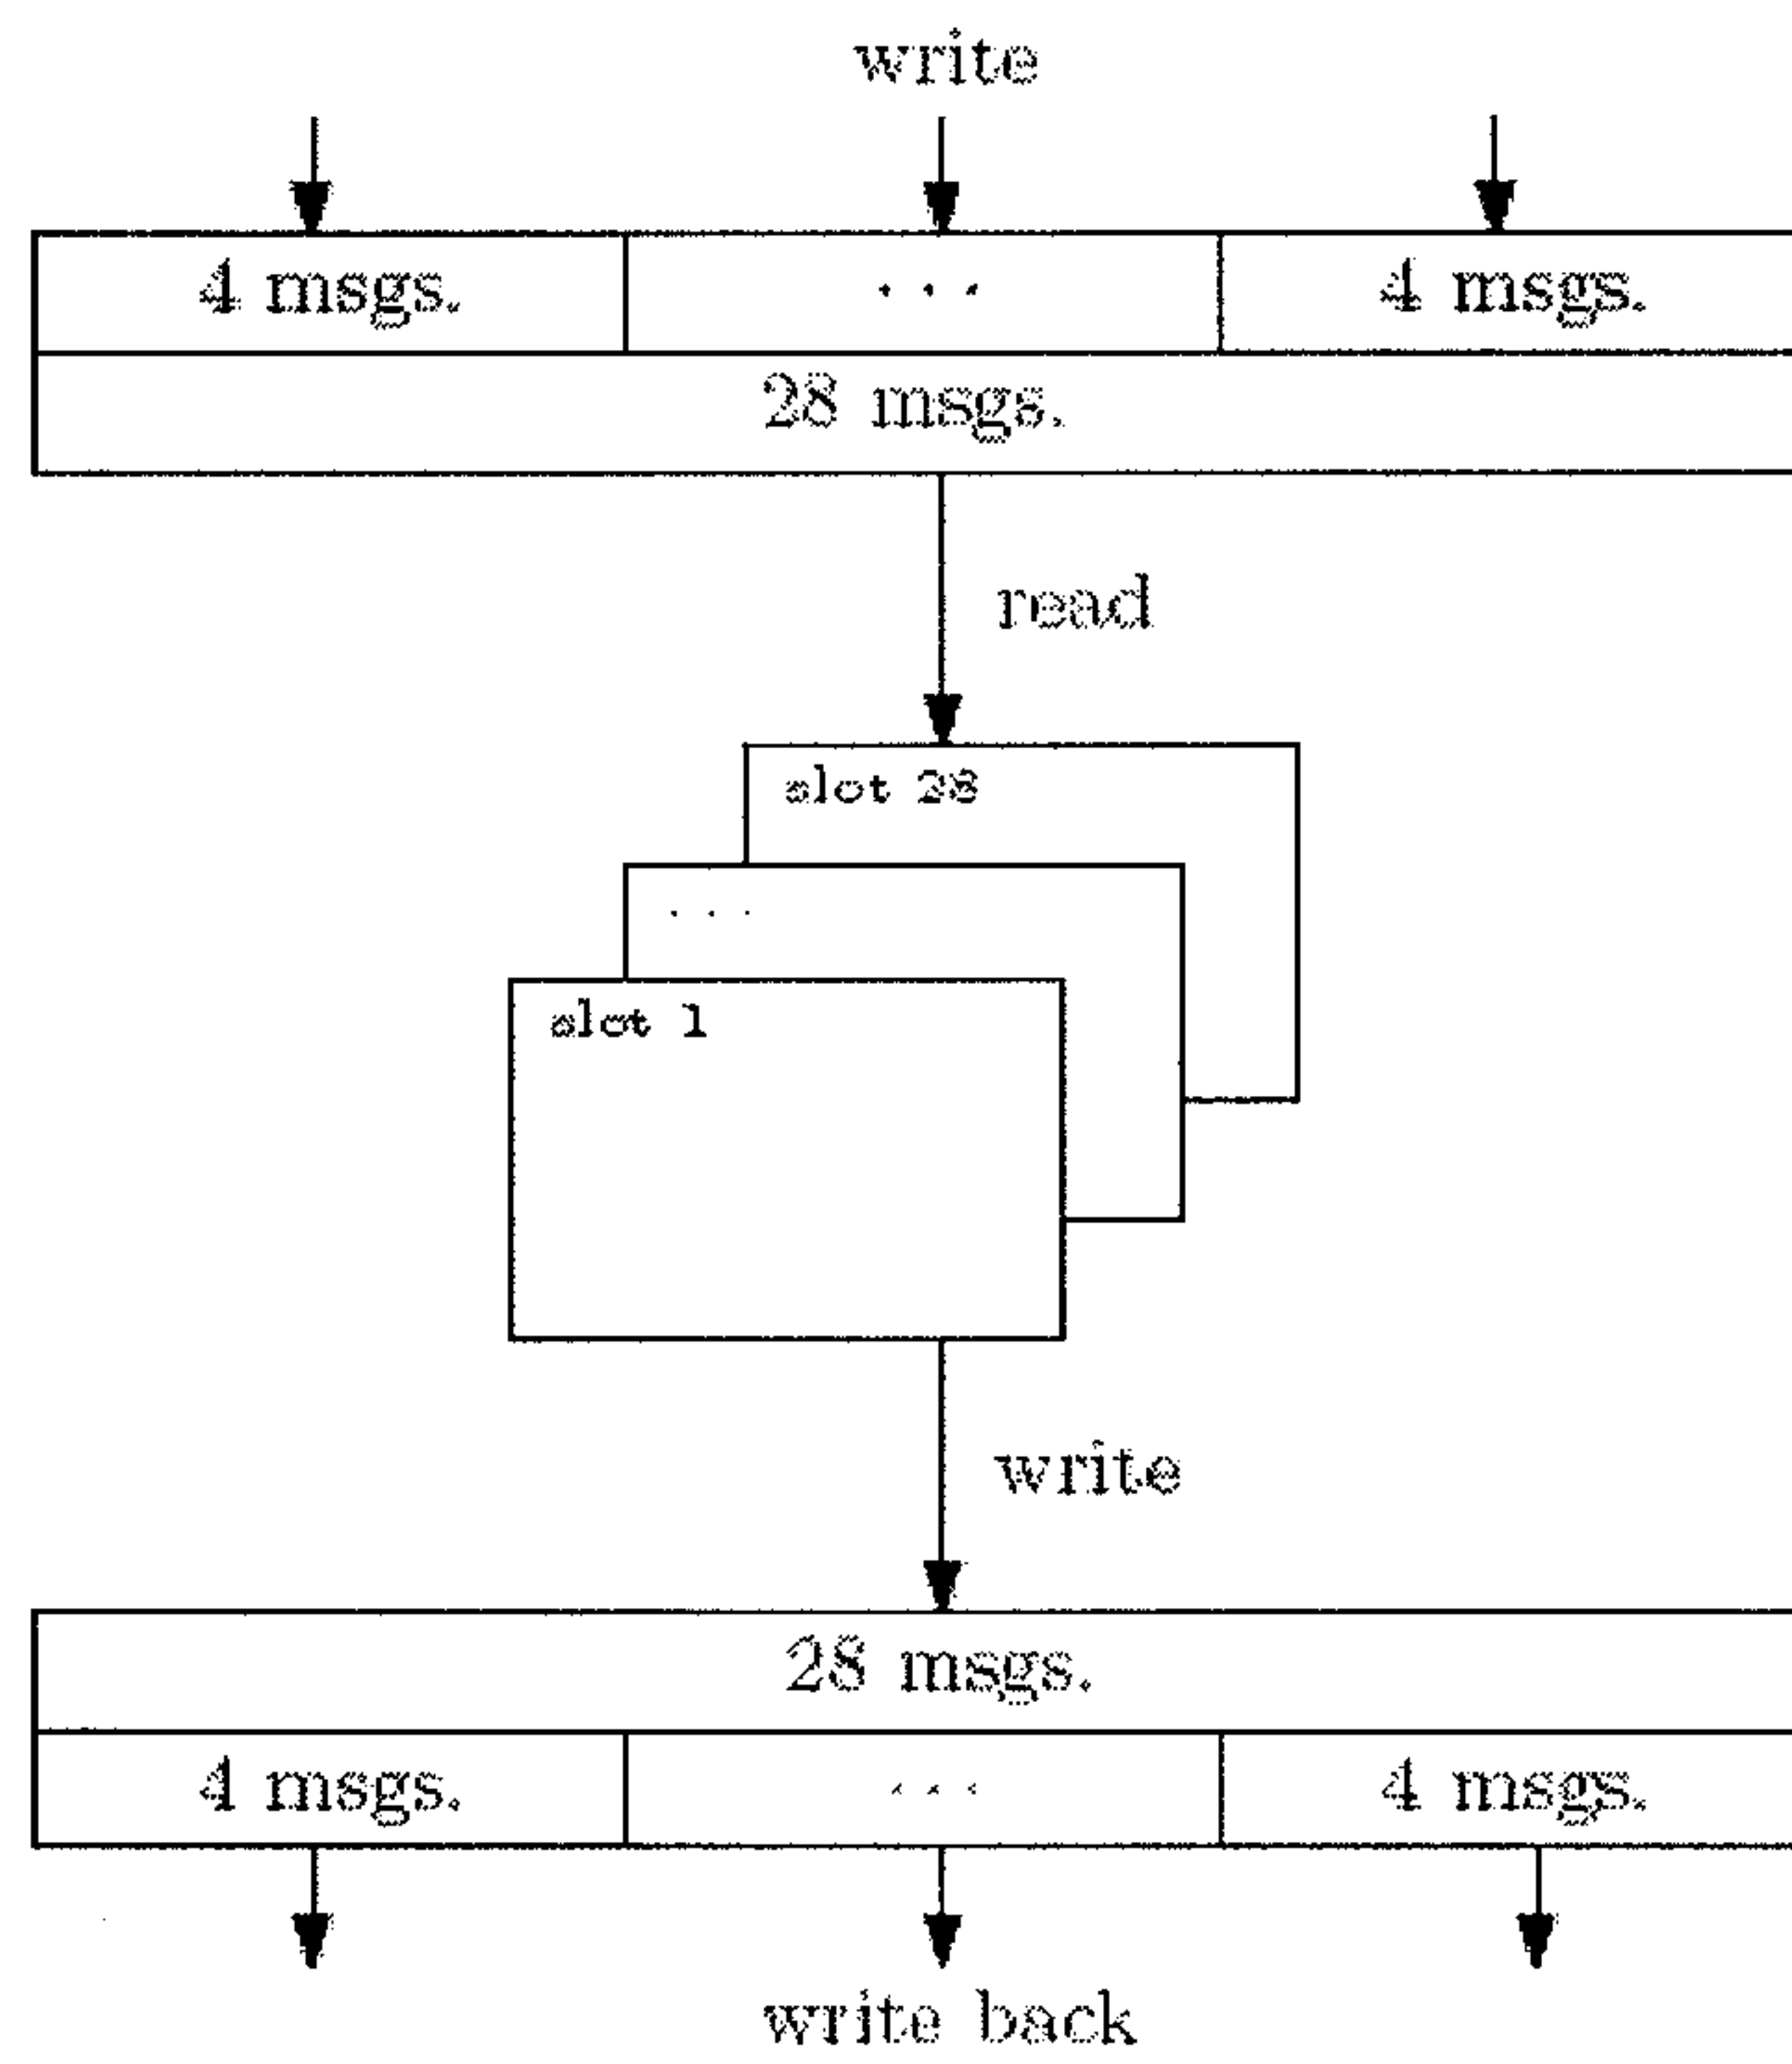 write
4 msgs. ... 4 msgs.
28 msgs.
read
slot 28
...
slot 1
write
28 msgs.
4 msgs. ... 4 msgs.
write back